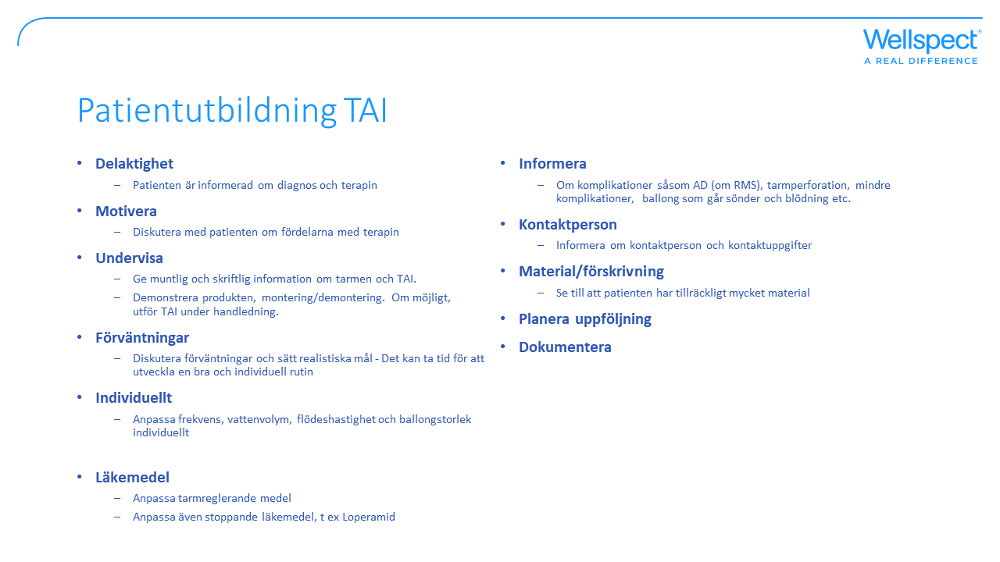 Wellspect®
A REAL DIFFERENCE
Patientutbildning TAI
• Delaktighet
– Patienten är informerad om diagnos och terapin
• Motivera
– Diskutera med patienten om fördelarna med terapin
• Undervisa
– Ge muntlig och skriftlig information om tarmen och TAI.
– Demonstrera produkten, montering/demontering. Om möjligt,
utför TAI under handledning.
• Förväntningar
– Diskutera förväntningar och sätt realistiska mål - Det kan ta tid för att
utveckla en bra och individuell rutin
• Individuellt
– Anpassa frekvens, vattenvolym, flödeshastighet och ballongstorlek
individuellt
• Läkemedel
– Anpassa tarmreglerande medel
– Anpassa även stoppande läkemedel, t ex Loperamid
• Informera
– Om komplikationer såsom AD (om RMS), tarmperforation, mindre
komplikationer, ballong som går sönder och blödning etc.
• Kontaktperson
– Informera om kontaktperson och kontaktuppgifter
• Material/förskrivning
– Se till att patienten har tillräckligt mycket material
• Planera uppföljning
• Dokumentera